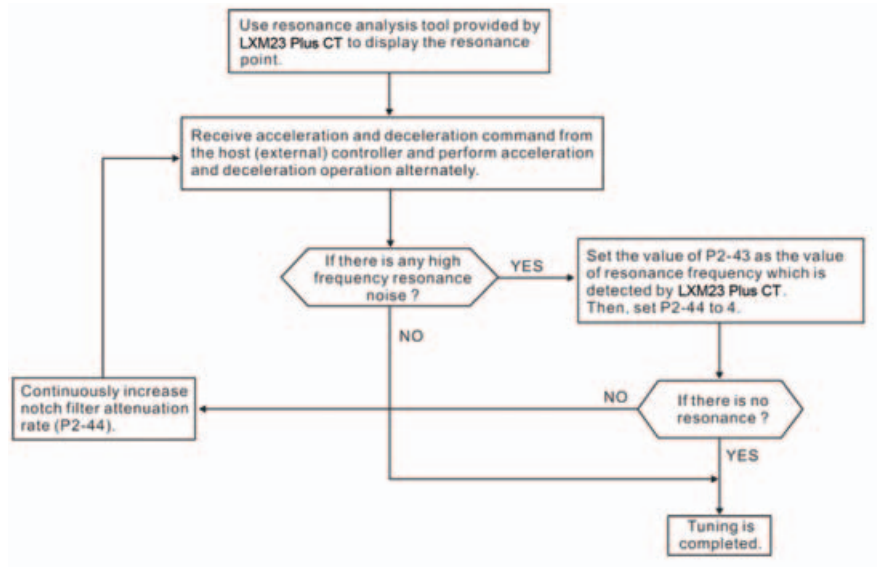 Use resonance analysis tool provided by
LXM23 Plus CT to display the resonance
point.
Receive acceleration and deceleration command from
the host (external) controller and perform acceleration
and deceleration operation alternately.
If there is any high
frequency resonance
noise ?
YES
Set the value of P2-43 as the value
of resonance frequency which is
detected by LXM23 Plus CT.
Then, set P2-44 to 4.
NO
Continuously increase
notch filter attenuation
rate (P2-44).
NO
If there is no
resonance ?
YES
Tuning is
completed.